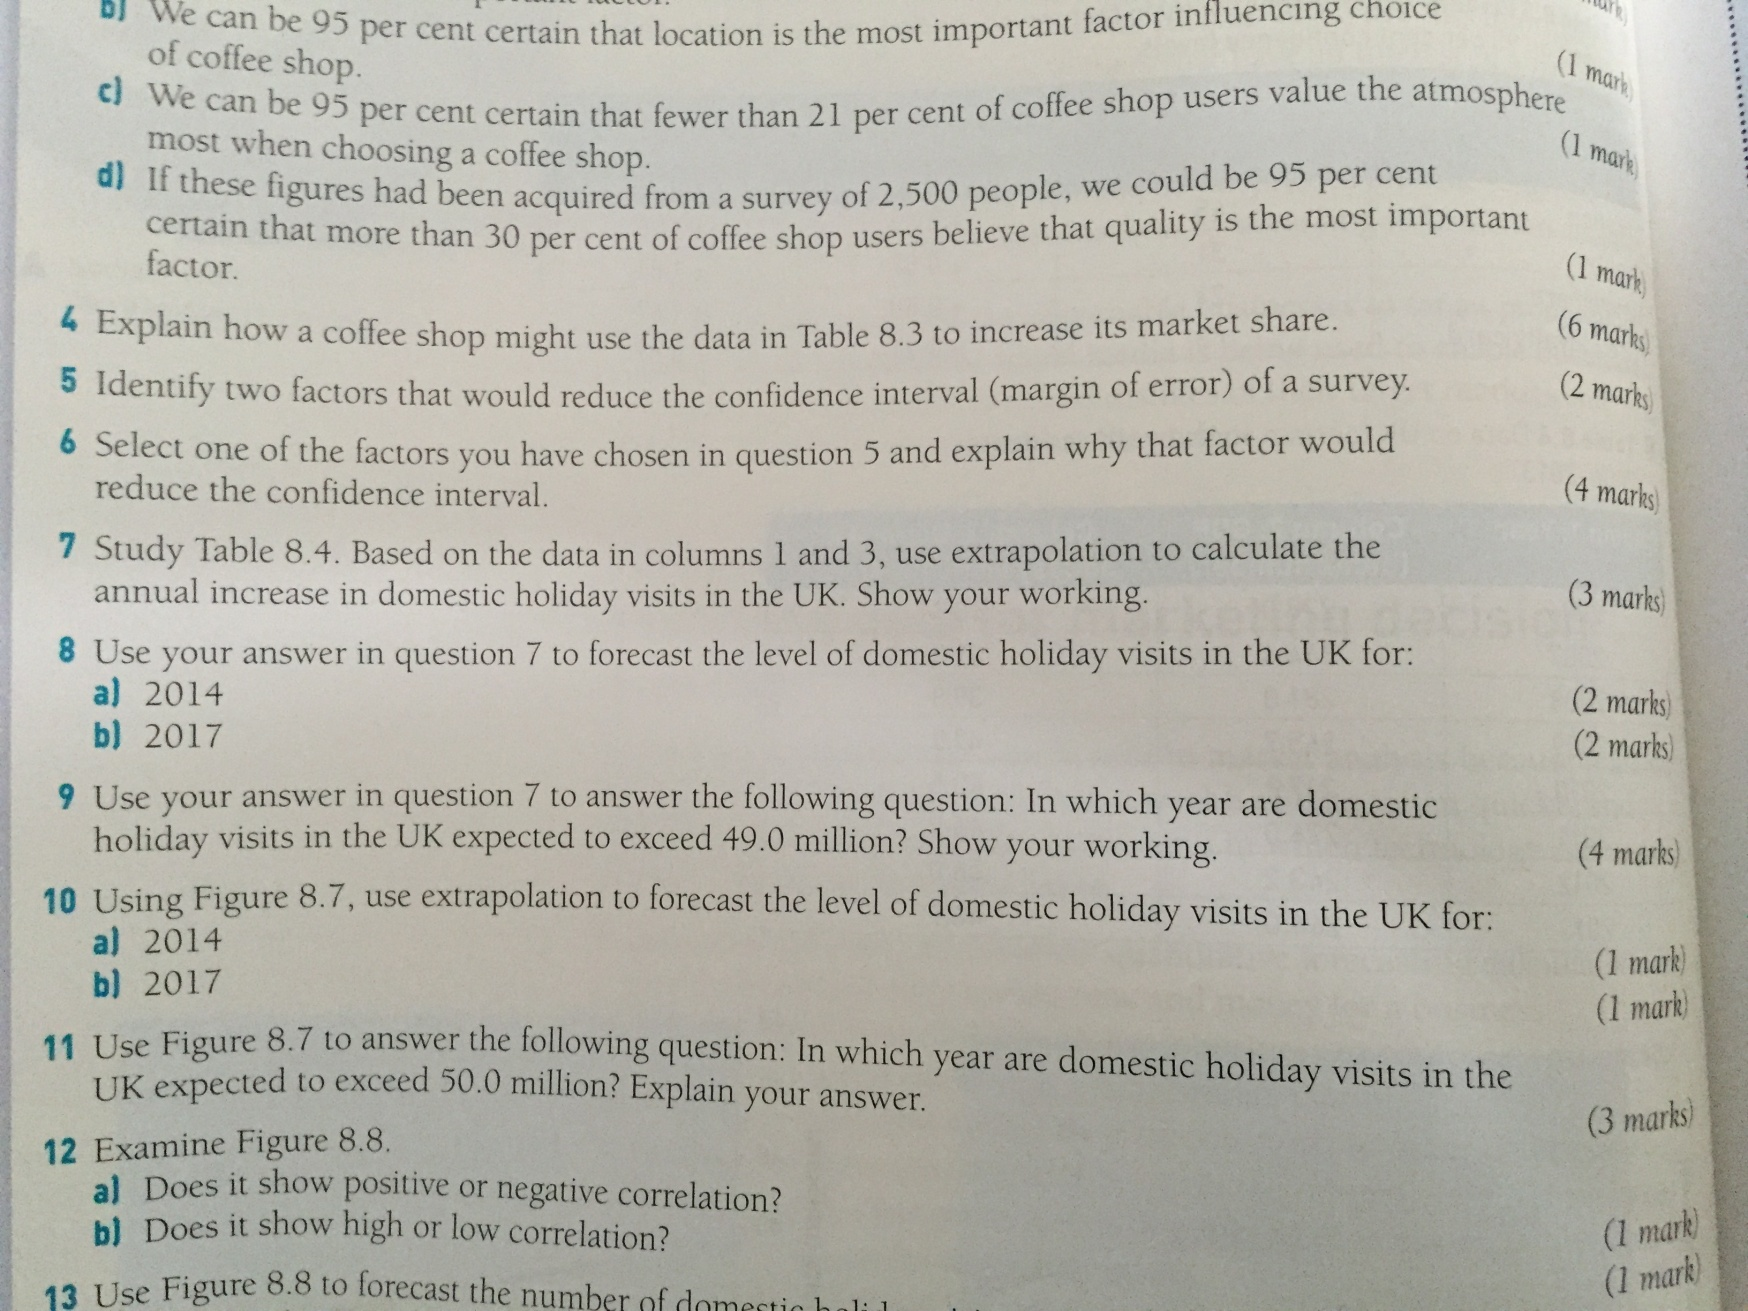 b) We can be 95 per cent certain that location is the most important factor influencing choice
of coffee shop.
(1 mark)
c) We can be 95 per cent certain that fewer than 21 per cent of coffee shop users value the atmosphere
most when choosing a coffee shop.
(1 mark)
d) If these figures had been acquired from a survey of 2,500 people, we could be 95 per cent
certain that more than 30 per cent of coffee shop users believe that quality is the most important
factor.
(1 mark)
4 Explain how a coffee shop might use the data in Table 8.3 to increase its market share. (6 marks)
5 Identify two factors that would reduce the confidence interval (margin of error) of a survey. (2 marks)
6 Select one of the factors you have chosen in question 5 and explain why that factor would
reduce the confidence interval. (4 marks)
7 Study Table 8.4. Based on the data in columns 1 and 3, use extrapolation to calculate the
annual increase in domestic holiday visits in the UK. Show your working. (3 marks)
8 Use your answer in question 7 to forecast the level of domestic holiday visits in the UK for:
a) 2014 (2 marks)
b) 2017 (2 marks)
9 Use your answer in question 7 to answer the following question: In which year are domestic
holiday visits in the UK expected to exceed 49.0 million? Show your working. (4 marks)
10 Using Figure 8.7, use extrapolation to forecast the level of domestic holiday visits in the UK for:
a) 2014 (1 mark)
b) 2017 (1 mark)
11 Use Figure 8.7 to answer the following question: In which year are domestic holiday visits in the
UK expected to exceed 50.0 million? Explain your answer. (3 marks)
12 Examine Figure 8.8.
a) Does it show positive or negative correlation? (1 mark)
b) Does it show high or low correlation? (1 mark)
13 Use Figure 8.8 to forecast the number of domestic